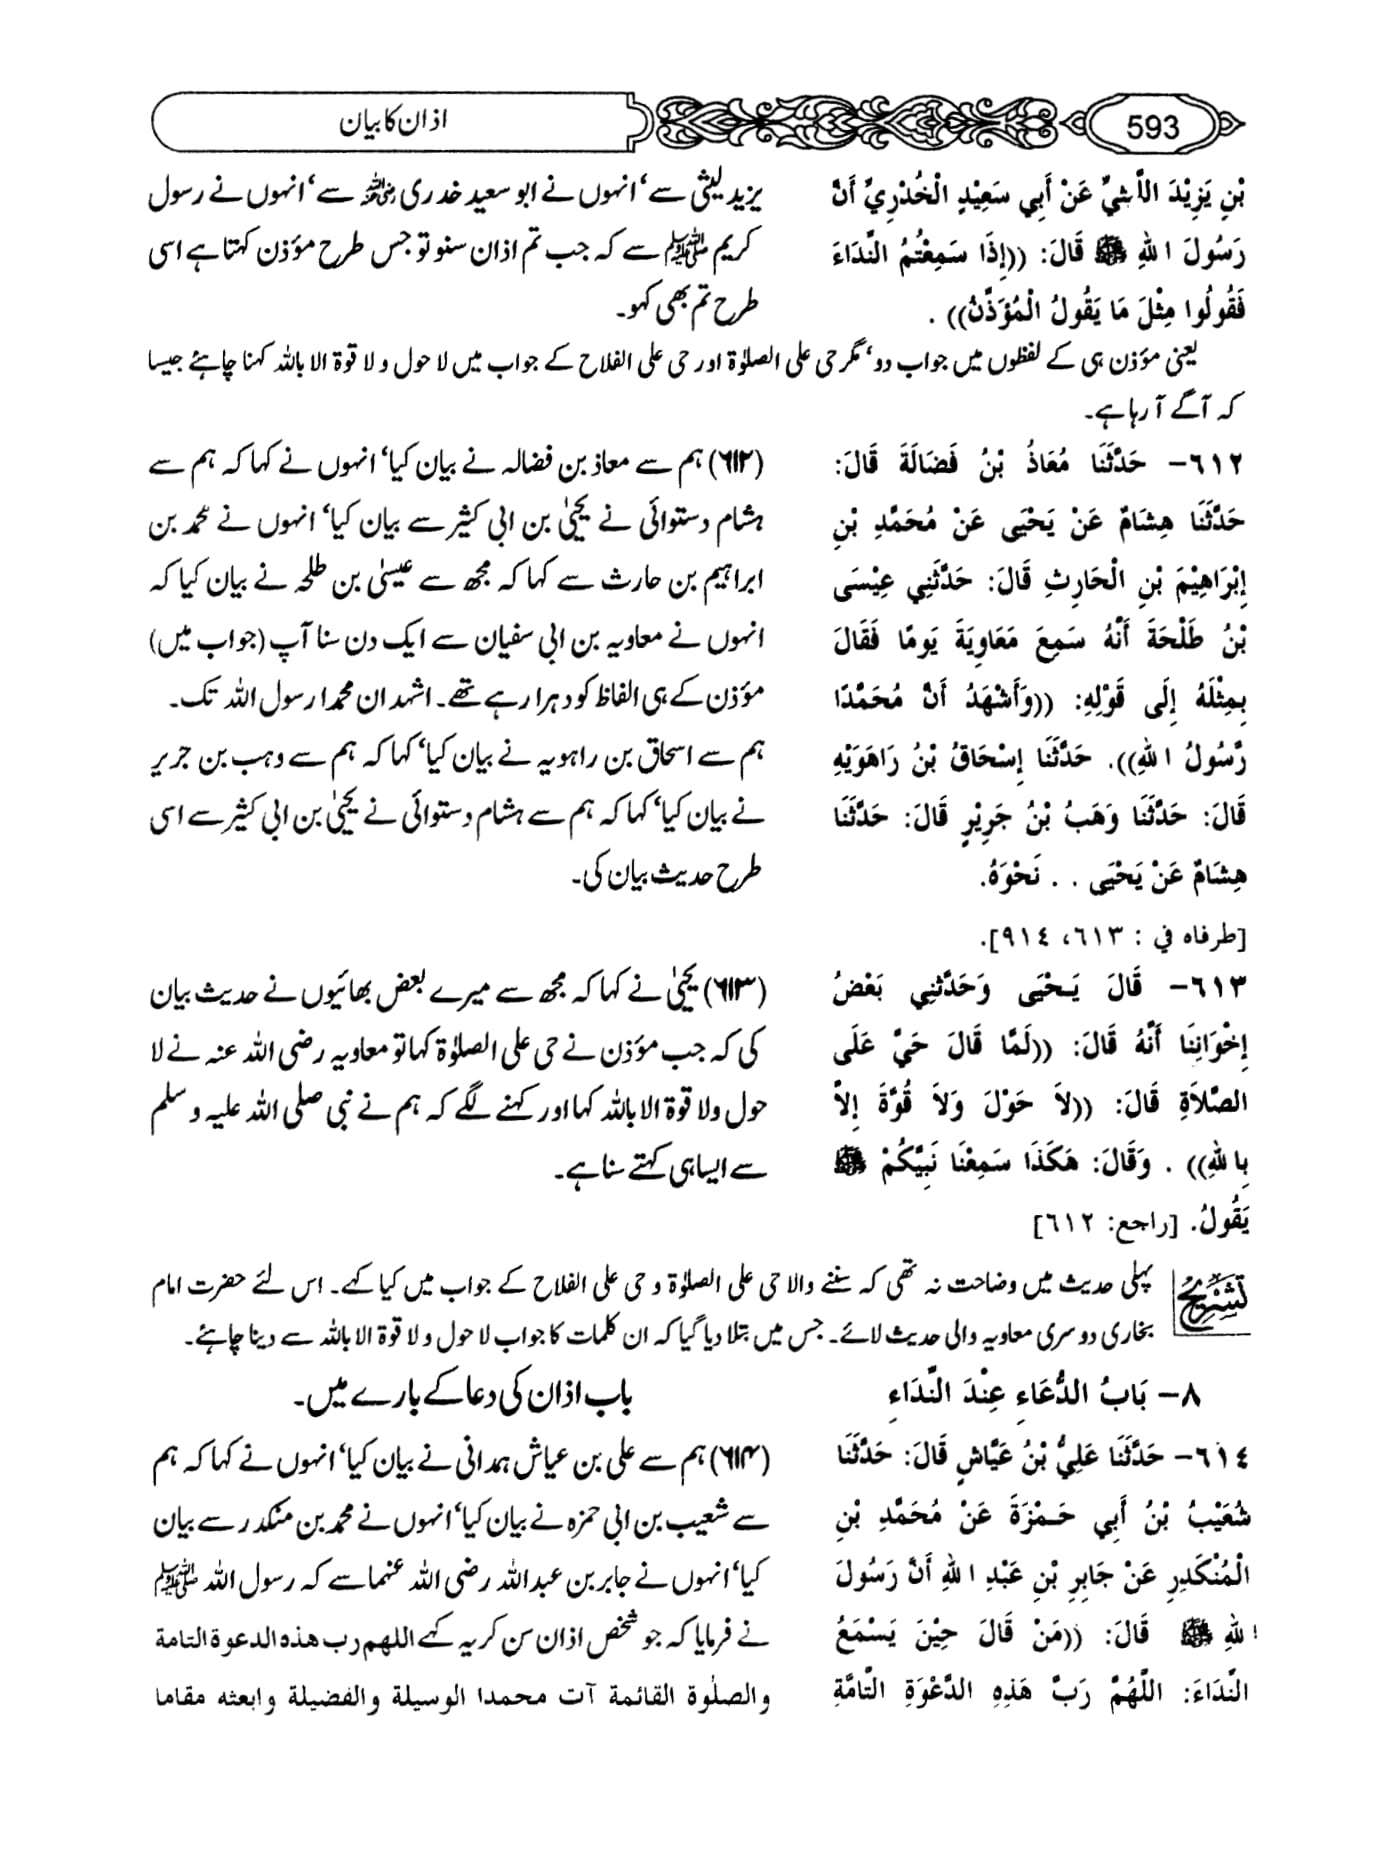 593
اذان کا بیان
بْنِ يَزِيْدَ اللَّيْثِيِّ عَنْ أَبِي سَعِيْدٍ الْخُدْرِيِّ أَنَّ
رَسُولَ اللهِ ﷺ قَالَ: ((إِذَا سَمِعْتُمُ النِّدَاءَ
فَقُولُوا مِثْلَ مَا يَقُولُ الْمُؤَذِّنُ)) .
یزید لیثی سے‘ انہوں نے ابو سعید خدری رضی اللہ عنہ سے‘ انہوں نے رسول
کریم ﷺ سے کہ جب تم اذان سنو تو جس طرح مؤذن کہتا ہے اسی
طرح تم بھی کہو۔
یعنی مؤذن ہی کے لفظوں میں جواب دو‘ مگر حی علی الصلوٰۃ اور حی علی الفلاح کے جواب میں لا حول و لا قوۃ الا باللہ کہنا چاہئے جیسا
کہ آگے آ رہا ہے۔
٦١٢- حَدَّثَنَا مُعَاذُ بْنُ فَضَالَةَ قَالَ:
حَدَّثَنَا هِشَامٌ عَنْ يَحْيَى عَنْ مُحَمَّدِ بْنِ
إِبْرَاهِيْمَ بْنِ الْحَارِثِ قَالَ: حَدَّثَنِي عِيْسَى
بْنُ طَلْحَةَ أَنَّهُ سَمِعَ مَعَاوِيَةَ يَومًا فَقَالَ
بِمِثْلَهُ إِلَى قَوْلِهِ: ((وَأَشْهَدُ أَنَّ مُحَمَّدًا
رَّسُولُ اللهِ)). حَدَّثَنَا إِسْحَاقُ بْنُ رَاهَوَيْهِ
قَالَ: حَدَّثَنَا وَهَبُ بْنُ جَرِيْرٍ قَالَ: حَدَّثَنَا
هِشَامٌ عَنْ يَحْيَى . . نَحْوَهُ.
[طرفاه في : ٦١٣، ٩١٤].
(۶۱۲) ہم سے معاذ بن فضالہ نے بیان کیا‘ انہوں نے کہا کہ ہم سے
ہشام دستوائی نے یحییٰ بن ابی کثیر سے بیان کیا‘ انہوں نے محمد بن
ابراہیم بن حارث سے کہا کہ مجھ سے عیسیٰ بن طلحہ نے بیان کیا کہ
انہوں نے معاویہ بن ابی سفیان سے ایک دن سنا آپ (جواب میں)
مؤذن کے ہی الفاظ کو دہرا رہے تھے۔ اشہد ان محمدا رسول اللہ تک۔
ہم سے اسحاق بن راہویہ نے بیان کیا‘ کہا کہ ہم سے وہب بن جریر
نے بیان کیا‘ کہا کہ ہم سے ہشام دستوائی نے یحییٰ بن ابی کثیر سے اسی
طرح حدیث بیان کی۔
٦١٣- قَالَ يَحْيَى وَحَدَّثَنِي بَعْضُ
إِخْوَانِنَا أَنَّهُ قَالَ: ((لَمَّا قَالَ حَيَّ عَلَى
الصَّلاَةِ قَالَ: ((لاَ حَوْلَ وَلاَ قُوَّةَ إِلاَّ
بِاللهِ)) . وَقَالَ: هَكَذَا سَمِعْنَا نَبِيَّكُمْ ﷺ
يَقُولُ. [راجع: ٦١٢]
(۶۱۳) یحییٰ نے کہا کہ مجھ سے میرے بعض بھائیوں نے حدیث بیان
کی کہ جب مؤذن نے حی علی الصلوٰۃ کہا تو معاویہ رضی اللہ عنہ نے لا
حول ولا قوۃ الا باللہ کہا اور کہنے لگے کہ ہم نے نبی صلی اللہ علیہ و سلم
سے ایسا ہی کہتے سنا ہے۔
تشریح
پہلی حدیث میں وضاحت نہ تھی کہ سننے والا حی علی الصلوٰۃ و حی علی الفلاح کے جواب میں کیا کہے۔ اس لئے حضرت امام
بخاری دوسری معاویہ والی حدیث لائے۔ جس میں بتلا دیا گیا کہ ان کلمات کا جواب لا حول و لا قوۃ الا باللہ سے دینا چاہئے۔
٨- بَابُ الدُّعَاءِ عِنْدَ النِّدَاءِ
باب اذان کی دعا کے بارے میں۔
٦١٤- حَدَّثَنَا عَلِيُّ بْنُ عَيَّاشٍ قَالَ: حَدَّثَنَا
شُعَيْبُ بْنُ أَبِي حَمْزَةَ عَنْ مُحَمَّدِ بْنِ
الْمُنْكَدِرِ عَنْ جَابِرِ بْنِ عَبْدِ اللهِ أَنَّ رَسُولَ
اللهِ ﷺ قَالَ: ((مَنْ قَالَ حِيْنَ يَسْمَعُ
النِّدَاءَ: اللَّهُمَّ رَبَّ هَذِهِ الدَّعْوَةِ التَّامَّةِ
(۶۱۴) ہم سے علی بن عیاش ہمدانی نے بیان کیا‘ انہوں نے کہا کہ ہم
سے شعیب بن ابی حمزہ نے بیان کیا‘ انہوں نے محمد بن منکدر سے بیان
کیا‘ انہوں نے جابر بن عبداللہ رضی اللہ عنہما سے کہ رسول اللہ ﷺ
نے فرمایا کہ جو شخص اذان سن کر یہ کہے اللهم رب هذه الدعوة التامة
والصلوٰة القائمة آت محمدا الوسيلة والفضيلة وابعثه مقاما